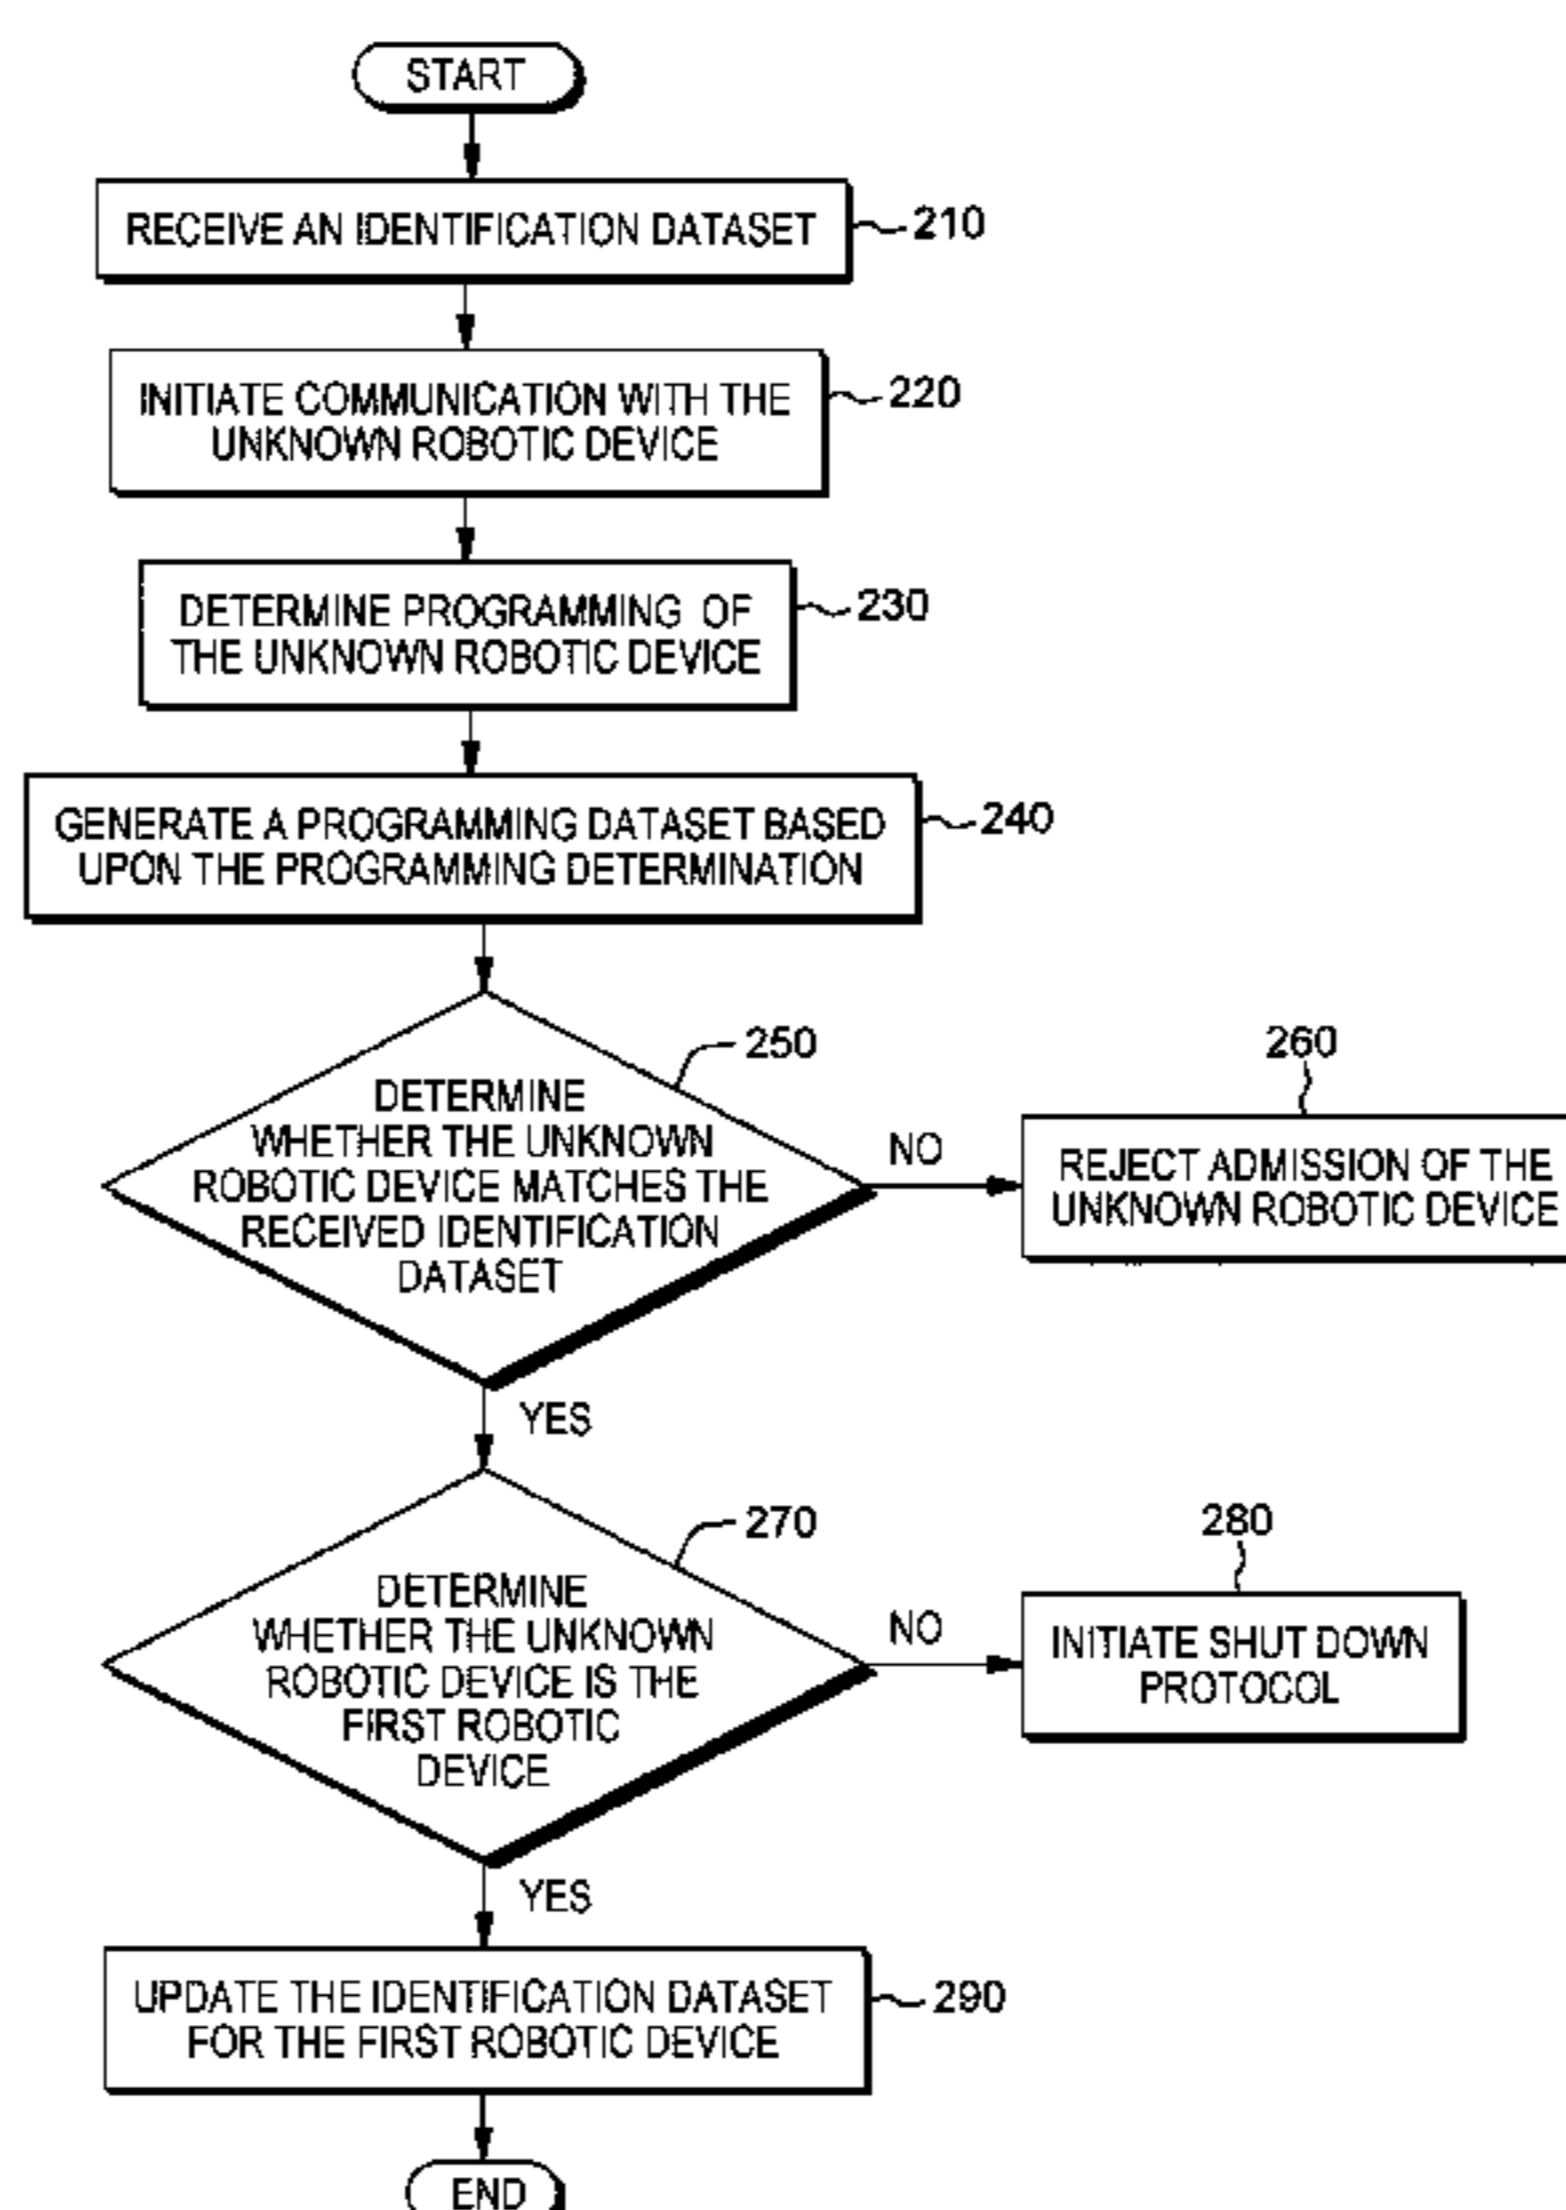 START
RECEIVE AN IDENTIFICATION DATASET
210
INITIATE COMMUNICATION WITH THE
UNKNOWN ROBOTIC DEVICE
220
DETERMINE PROGRAMMING OF
THE UNKNOWN ROBOTIC DEVICE
230
GENERATE A PROGRAMMING DATASET BASED
UPON THE PROGRAMMING DETERMINATION
240
DETERMINE
WHETHER THE UNKNOWN
ROBOTIC DEVICE MATCHES THE
RECEIVED IDENTIFICATION
DATASET
250
NO
260
REJECT ADMISSION OF THE
UNKNOWN ROBOTIC DEVICE
YES
DETERMINE
WHETHER THE UNKNOWN
ROBOTIC DEVICE IS THE
FIRST ROBOTIC
DEVICE
270
NO
280
INITIATE SHUT DOWN
PROTOCOL
YES
UPDATE THE IDENTIFICATION DATASET
FOR THE FIRST ROBOTIC DEVICE
290
END